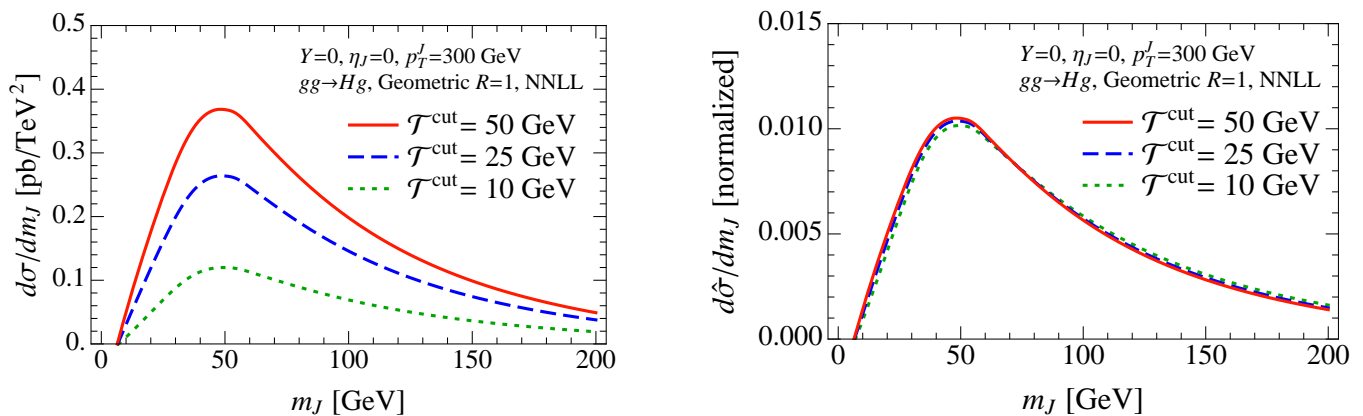 0.5
0.4
0.3
0.2
0.1
0.
0
50
100
150
200
dσ/dm_J [pb/TeV²]
m_J [GeV]
Y=0, η_J=0, p_T^J=300 GeV
gg→Hg, Geometric R=1, NNLL
𝒯^cut= 50 GeV
𝒯^cut= 25 GeV
𝒯^cut= 10 GeV
0.015
0.010
0.005
0.000
0
50
100
150
200
dσ̂/dm_J [normalized]
m_J [GeV]
Y=0, η_J=0, p_T^J=300 GeV
gg→Hg, Geometric R=1, NNLL
𝒯^cut= 50 GeV
𝒯^cut= 25 GeV
𝒯^cut= 10 GeV